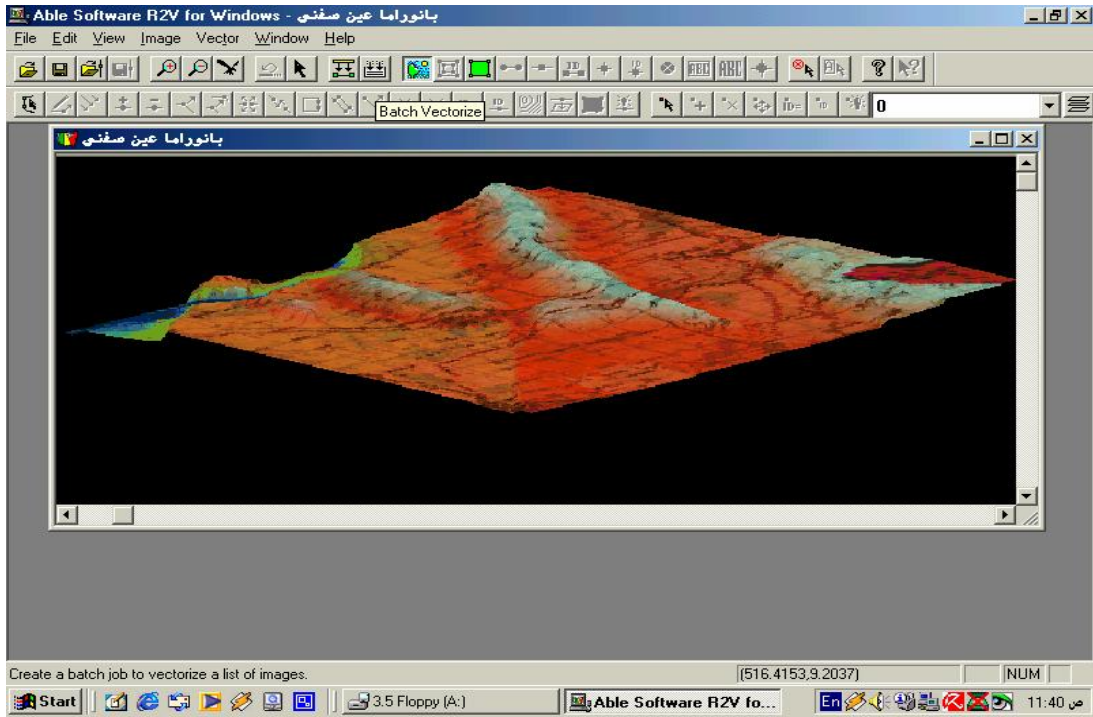 Able Software R2V for Windows - بانوراما عين صفني
File Edit View Image Vector Window Help
ABC
ID= 0
Batch Vectorize
بانوراما عين صفني
Create a batch job to vectorize a list of images.
(516.4153,9.2037) NUM
Start 3.5 Floppy (A:) Able Software R2V fo... En 11:40 ص